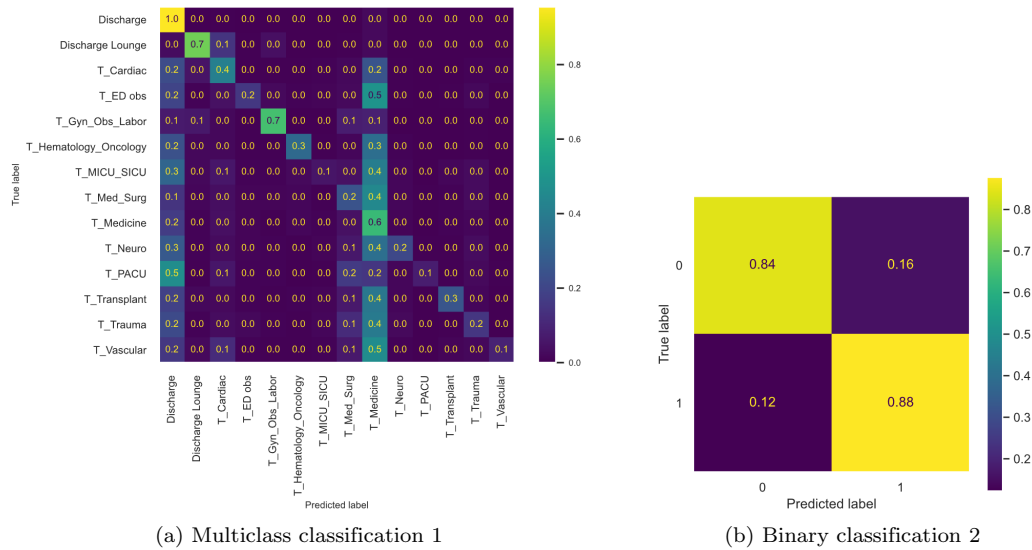 Discharge 1.0 0.0 0.0 0.0 0.0 0.0 0.0 0.0 0.0 0.0 0.0 0.0 0.0 0.0
Discharge Lounge 0.0 0.7 0.1 0.0 0.0 0.0 0.0 0.0 0.0 0.0 0.0 0.0 0.0 0.0
T_Cardiac 0.2 0.0 0.4 0.0 0.0 0.0 0.0 0.0 0.2 0.0 0.0 0.0 0.0 0.0
T_ED obs 0.2 0.0 0.0 0.2 0.0 0.0 0.0 0.0 0.5 0.0 0.0 0.0 0.0 0.0
T_Gyn_Obs_Labor 0.1 0.1 0.0 0.0 0.7 0.0 0.0 0.1 0.1 0.0 0.0 0.0 0.0 0.0
T_Hematology_Oncology 0.2 0.0 0.0 0.0 0.0 0.3 0.0 0.0 0.3 0.0 0.0 0.0 0.0 0.0
T_MICU_SICU 0.3 0.0 0.1 0.0 0.0 0.0 0.1 0.0 0.4 0.0 0.0 0.0 0.0 0.0
T_Med_Surg 0.1 0.0 0.0 0.0 0.0 0.0 0.0 0.2 0.4 0.0 0.0 0.0 0.0 0.0
T_Medicine 0.2 0.0 0.0 0.0 0.0 0.0 0.0 0.0 0.6 0.0 0.0 0.0 0.0 0.0
T_Neuro 0.3 0.0 0.0 0.0 0.0 0.0 0.0 0.1 0.4 0.2 0.0 0.0 0.0 0.0
T_PACU 0.5 0.0 0.1 0.0 0.0 0.0 0.0 0.2 0.2 0.0 0.1 0.0 0.0 0.0
T_Transplant 0.2 0.0 0.0 0.0 0.0 0.0 0.0 0.1 0.4 0.0 0.0 0.3 0.0 0.0
T_Trauma 0.2 0.0 0.0 0.0 0.0 0.0 0.0 0.1 0.4 0.0 0.0 0.0 0.2 0.0
T_Vascular 0.2 0.0 0.1 0.0 0.0 0.0 0.0 0.1 0.5 0.0 0.0 0.0 0.0 0.1
True label
Discharge
Discharge Lounge
T_Cardiac
T_ED obs
T_Gyn_Obs_Labor
T_Hematology_Oncology
T_MICU_SICU
T_Med_Surg
T_Medicine
T_Neuro
T_PACU
T_Transplant
T_Trauma
T_Vascular
Predicted label
0.8
0.6
0.4
0.2
0.0
(a) Multiclass classification 1
True label
0 0.84 0.16
1 0.12 0.88
0 1
Predicted label
0.8
0.7
0.6
0.5
0.4
0.3
0.2
(b) Binary classification 2